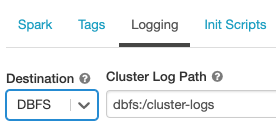 Spark Tags Logging Init Scripts
Destination ? Cluster Log Path ?
DBFS dbfs:/cluster-logs